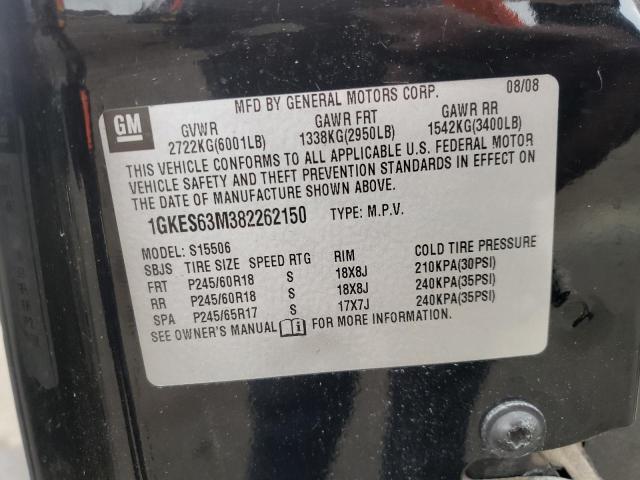 MFD BY GENERAL MOTORS CORP. 08/08
GM
GVWR GAWR FRT GAWR RR
2722KG(6001LB) 1338KG(2950LB) 1542KG(3400LB)
THIS VEHICLE CONFORMS TO ALL APPLICABLE U.S. FEDERAL MOTOR
VEHICLE SAFETY AND THEFT PREVENTION STANDARDS IN EFFECT ON
THE DATE OF MANUFACTURE SHOWN ABOVE.
1GKES63M382262150 TYPE: M.P.V.
MODEL: S15506
SBJS TIRE SIZE SPEED RTG RIM COLD TIRE PRESSURE
FRT P245/60R18 S 18X8J 210KPA(30PSI)
RR P245/60R18 S 18X8J 240KPA(35PSI)
SPA P245/65R17 S 17X7J 240KPA(35PSI)
SEE OWNER'S MANUAL FOR MORE INFORMATION.